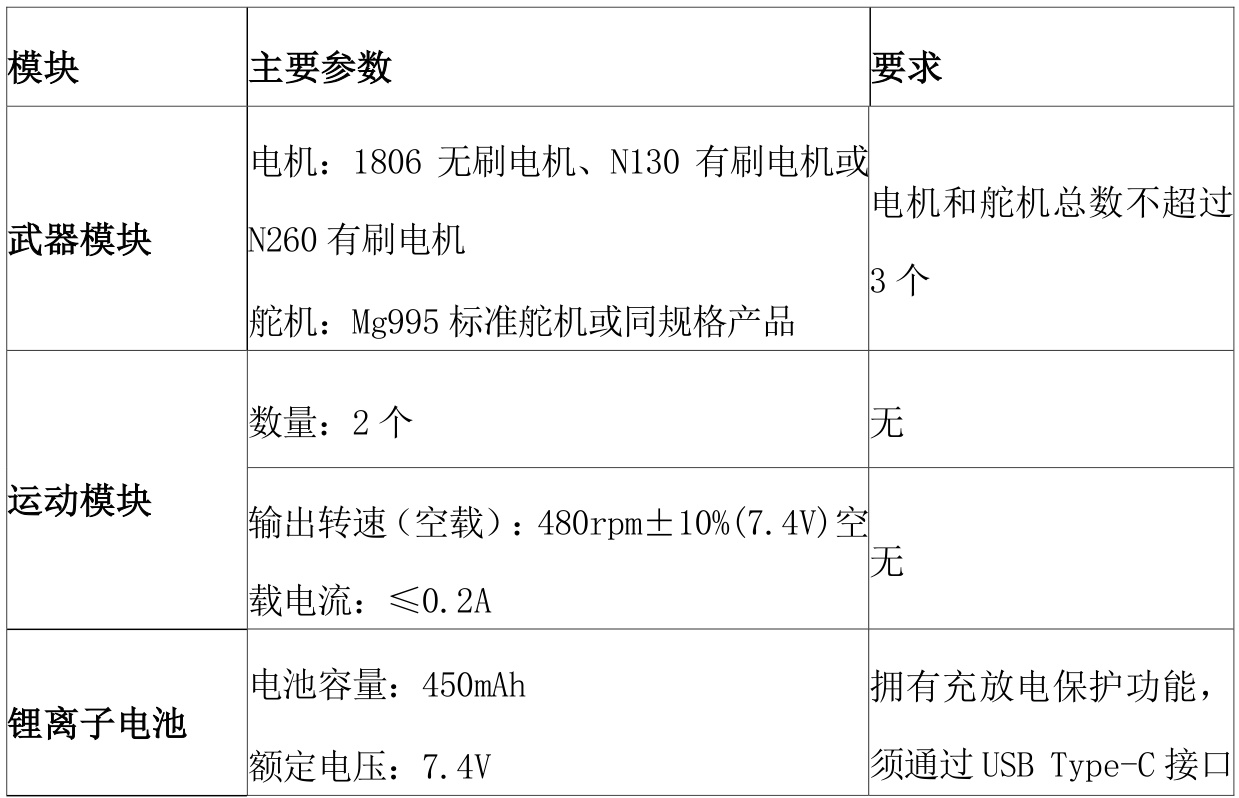 模块
主要参数
要求
武器模块
电机：1806 无刷电机、N130 有刷电机或
N260 有刷电机
舵机：Mg995 标准舵机或同规格产品
电机和舵机总数不超过
3 个
运动模块
数量：2 个
无
输出转速（空载）：480rpm±10%(7.4V)空
载电流：≤0.2A
无
锂离子电池
电池容量：450mAh
额定电压：7.4V
拥有充放电保护功能，
须通过 USB Type-C 接口